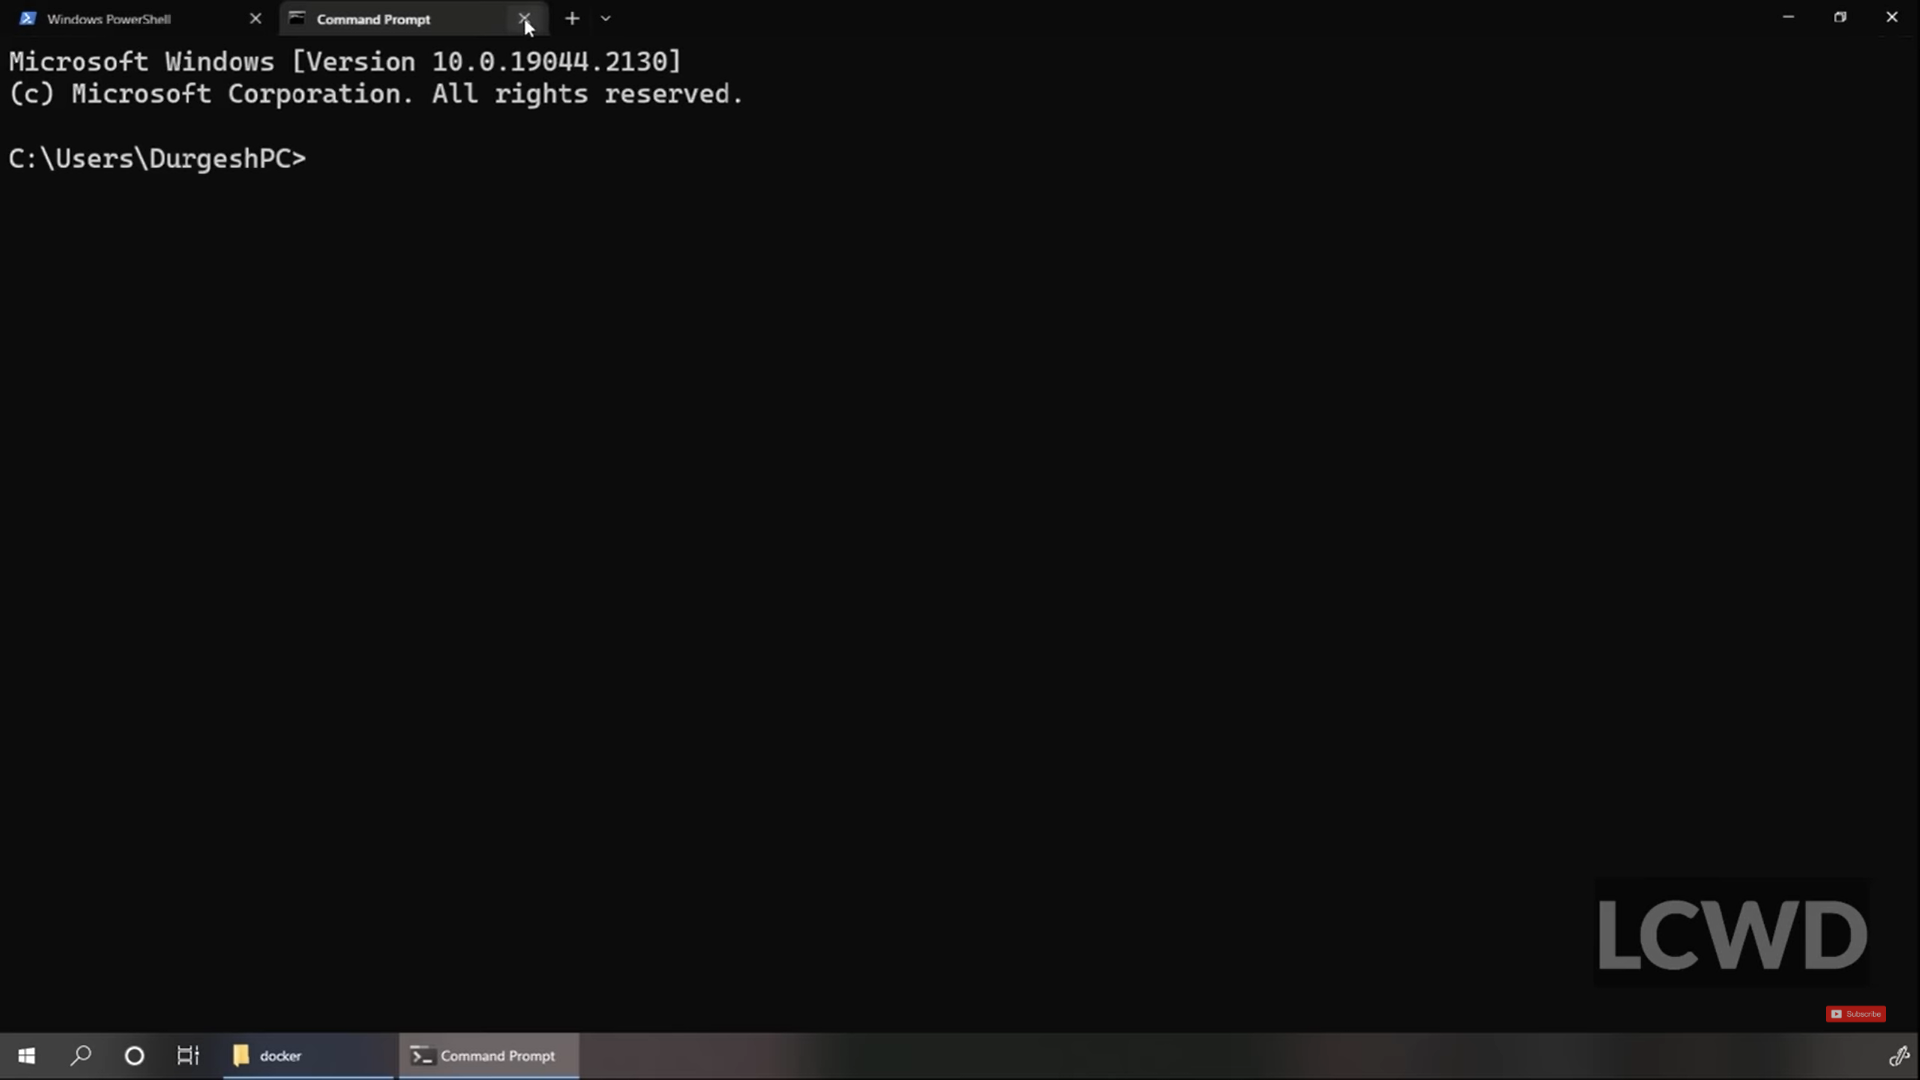 Windows PowerShell
Command Prompt
Microsoft Windows [Version 10.0.19044.2130]
(c) Microsoft Corporation. All rights reserved.
C:\Users\DurgeshPC>
LCWD
Subscribe
docker
Command Prompt